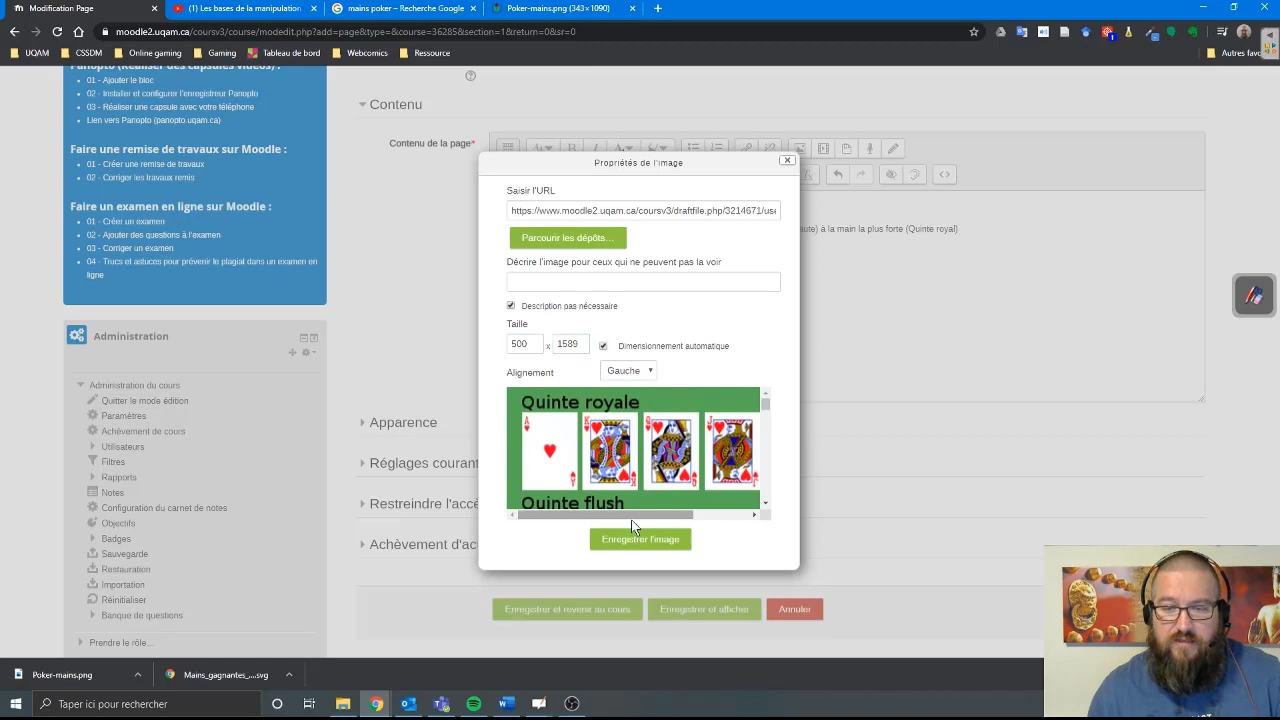 Modification Page
(1) Les bases de la manipulation
mains poker – Recherche Google
Poker-mains.png (343×1090)
moodle2.uqam.ca/coursv3/course/modedit.php?add=page&type=&course=36285&section=1&return=0&sr=0
UQAM
CSSDM
Online gaming
Gaming
Tableau de bord
Webcomics
Ressource
Autres favo
Panopto (Réaliser des capsules vidéos) :
01 - Ajouter le bloc
02 - Installer et configurer l'enregistreur Panopto
03 - Réaliser une capsule avec votre téléphone
Lien vers Panopto (panopto.uqam.ca)
Faire une remise de travaux sur Moodle :
01 - Créer une remise de travaux
02 - Corriger les travaux remis
Faire un examen en ligne sur Moodle :
01 - Créer un examen
02 - Ajouter des questions à l'examen
03 - Corriger un examen
04 - Trucs et astuces pour prévenir le plagiat dans un examen en
ligne
Administration
Administration du cours
Quitter le mode édition
Paramètres
Achèvement de cours
Utilisateurs
Filtres
Rapports
Notes
Configuration du carnet de notes
Objectifs
Badges
Sauvegarde
Restauration
Importation
Réinitialiser
Banque de questions
Prendre le rôle...
Contenu
Contenu de la page*
aute) à la main la plus forte (Quinte royal)
Apparence
Réglages courant
Restreindre l'accè
Achèvement d'ac
Enregistrer et revenir au cours
Enregistrer et afficher
Annuler
Propriétés de l'image
Saisir l'URL
https://www.moodle2.uqam.ca/coursv3/draftfile.php/3214671/use
Parcourir les dépôts...
Décrire l'image pour ceux qui ne peuvent pas la voir
Description pas nécessaire
Taille
500 x 1589
Dimensionnement automatique
Alignement
Gauche
Quinte royale
A
K
Q
J
Quinte flush
Enregistrer l'image
Poker-mains.png
Mains_gagnantes_....svg
Taper ici pour rechercher